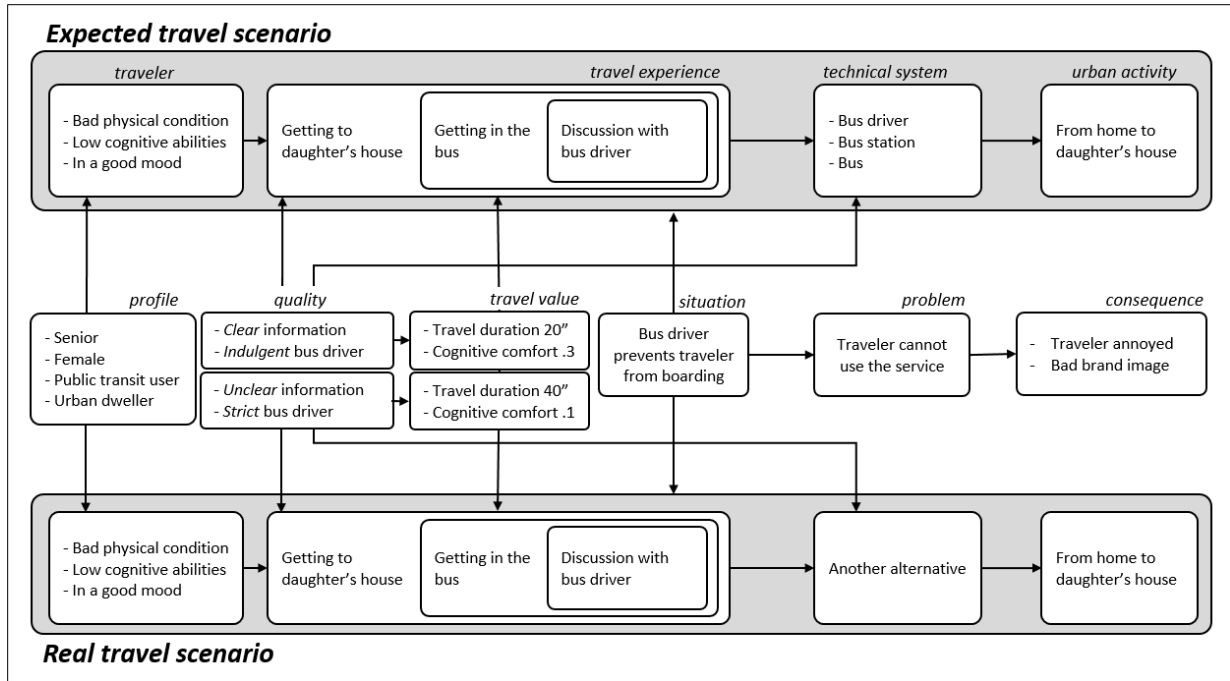 Expected travel scenario
traveler
travel experience
technical system
urban activity
- Bad physical condition
- Low cognitive abilities
- In a good mood
Getting to
daughter's house
Getting in the
bus
Discussion with
bus driver
- Bus driver
- Bus station
- Bus
From home to
daughter's house
profile
quality
travel value
situation
problem
consequence
- Senior
- Female
- Public transit user
- Urban dweller
- Clear information
- Indulgent bus driver
- Travel duration 20”
- Cognitive comfort .3
- Unclear information
- Strict bus driver
- Travel duration 40”
- Cognitive comfort .1
Bus driver
prevents traveler
from boarding
Traveler cannot
use the service
- Traveler annoyed
- Bad brand image
- Bad physical condition
- Low cognitive abilities
- In a good mood
Getting to
daughter's house
Getting in the
bus
Discussion with
bus driver
Another alternative
From home to
daughter's house
Real travel scenario